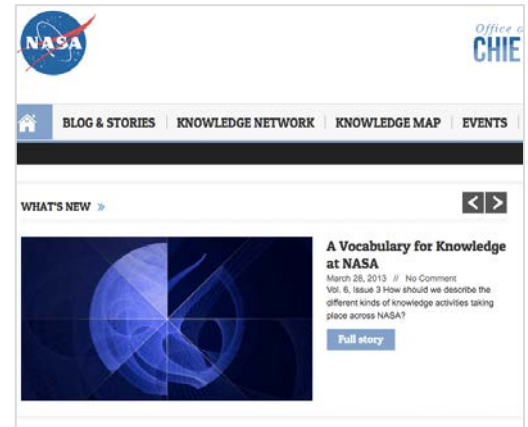 NASA
Office
CHIE
BLOG & STORIES KNOWLEDGE NETWORK KNOWLEDGE MAP EVENTS
WHAT'S NEW »
A Vocabulary for Knowledge
at NASA
March 28, 2013 // No Comment
Vol. 6, Issue 3 How should we describe the
different kinds of knowledge activities taking
place across NASA?
Full story